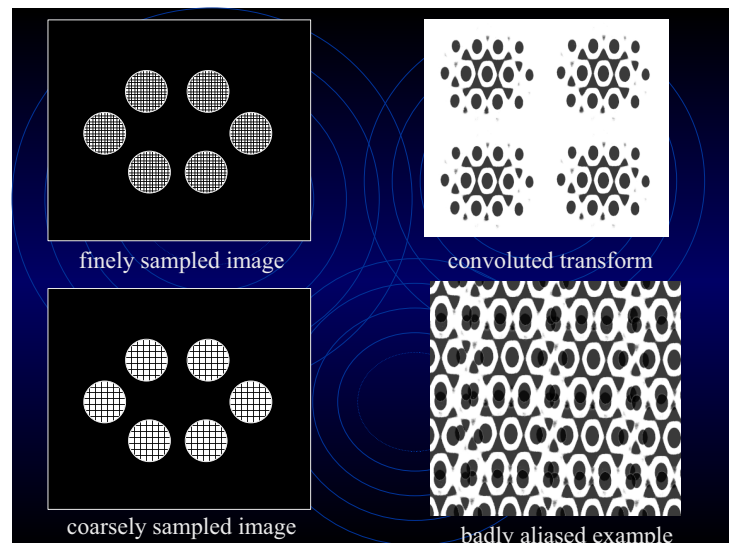 finely sampled image
convoluted transform
coarsely sampled image
badly aliased example